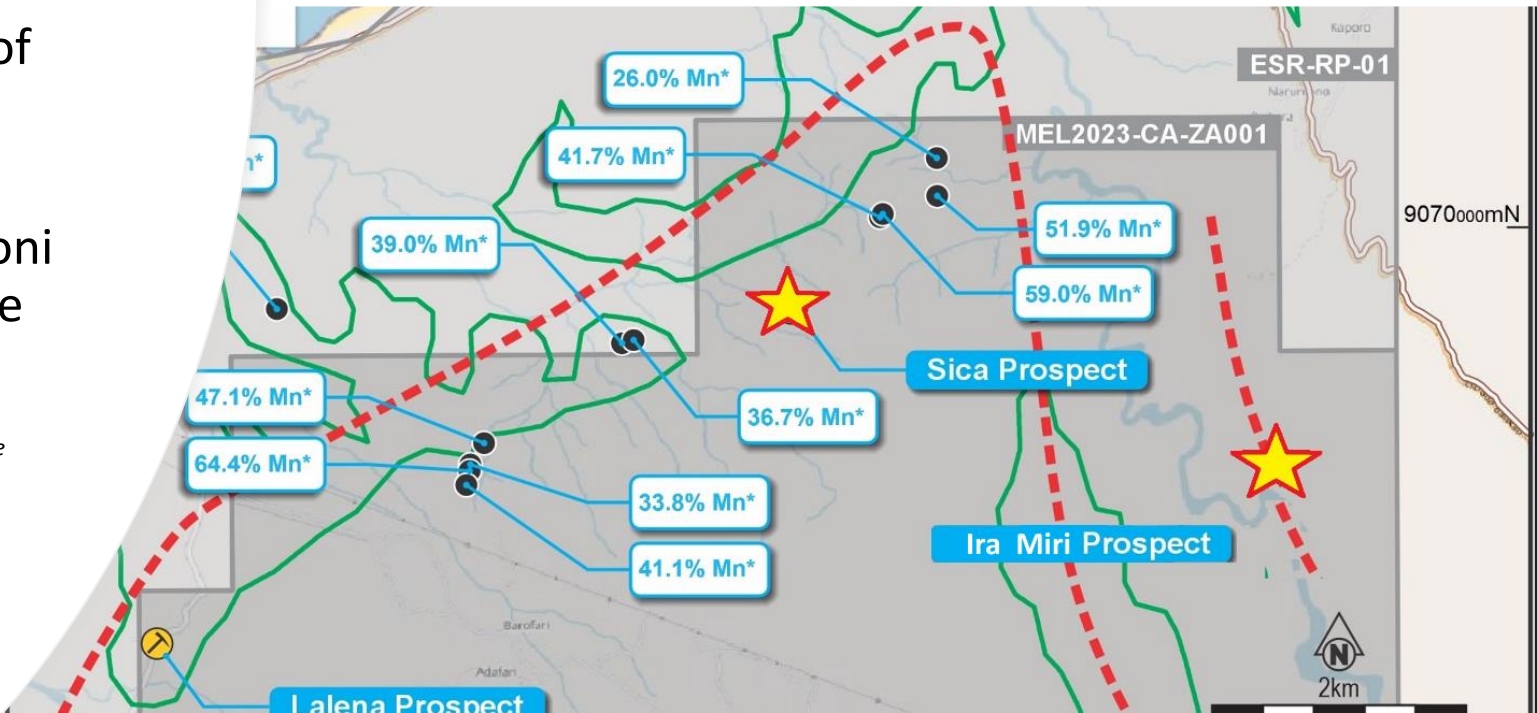 of
oni
e
e
Kaporo
ESR-RP-01
26.0% Mn*
MEL2023-CA-ZA001
41.7% Mn*
9070000mN
39.0% Mn*
51.9% Mn*
59.0% Mn*
Sica Prospect
47.1% Mn*
36.7% Mn*
64.4% Mn*
33.8% Mn*
Ira Miri Prospect
41.1% Mn*
Barofari
N
Adafari
2km
Lalena Prospect